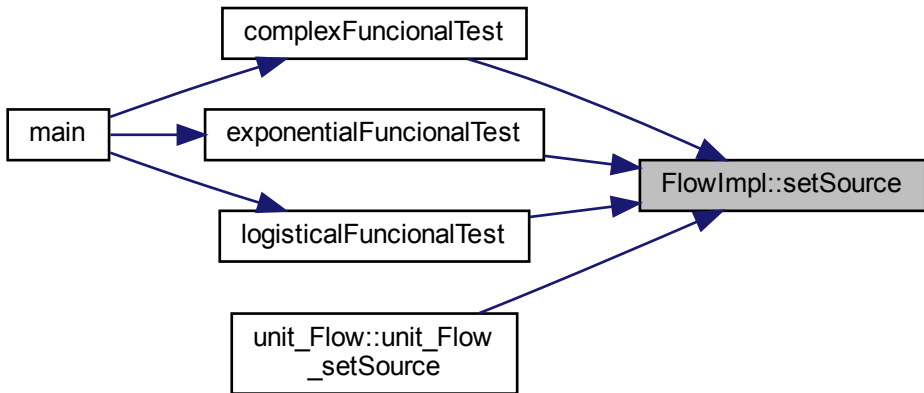 complexFuncionalTest
main
exponentialFuncionalTest
FlowImpl::setSource
logisticalFuncionalTest
unit_Flow::unit_Flow
_setSource